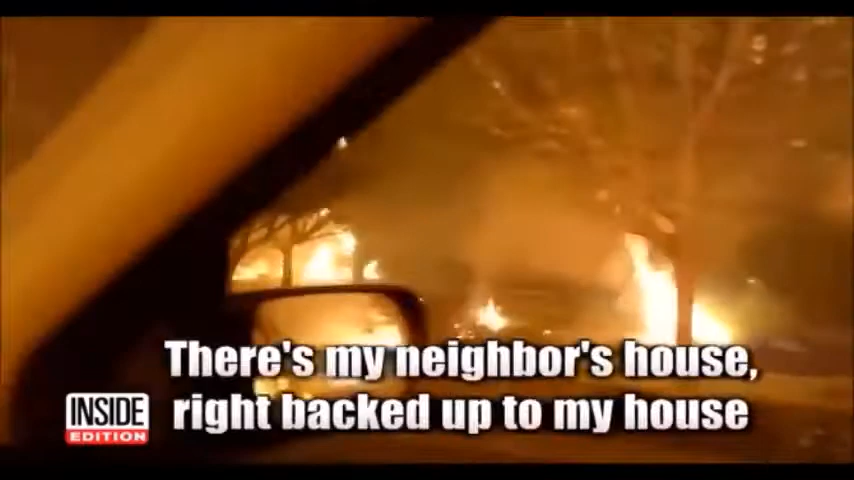 There's my neighbor's house,
right backed up to my house
INSIDE
EDITION